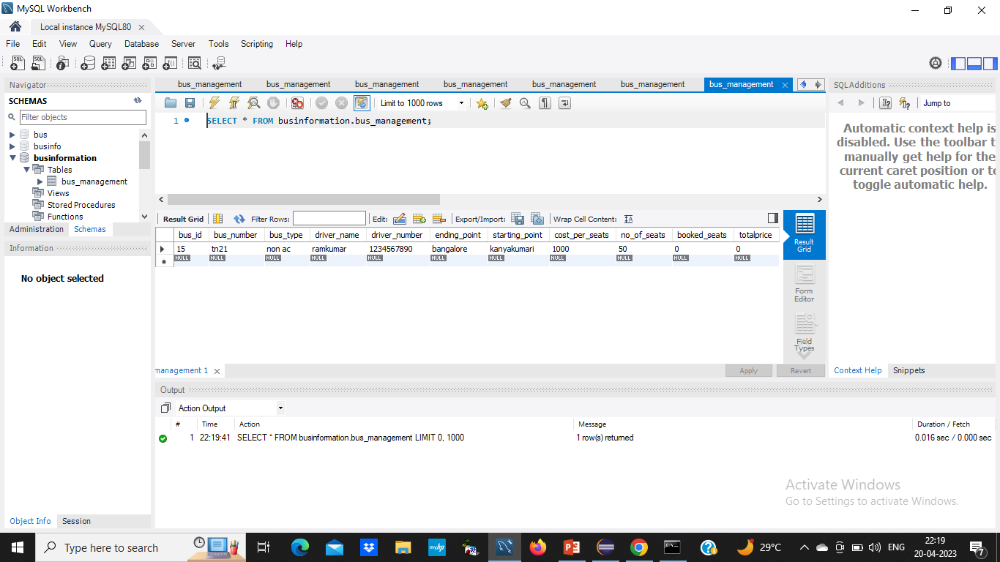 MySQL Workbench
Local instance MySQL80
File Edit View Query Database Server Tools Scripting Help
Navigator
SCHEMAS
Filter objects
bus
businfo
businformation
Tables
bus_management
Views
Stored Procedures
Functions
Administration Schemas
Information
No object selected
Object Info Session
bus_management bus_management bus_management bus_management bus_management bus_management bus_management
Limit to 1000 rows
1 SELECT * FROM businformation.bus_management;
Result Grid Filter Rows: Edit: Export/Import: Wrap Cell Content:
bus_id bus_number bus_type driver_name driver_number ending_point starting_point cost_per_seats no_of_seats booked_seats totalprice
15 tn21 non ac ramkumar 1234567890 bangalore kanyakumari 1000 50 0 0
NULL NULL NULL NULL NULL NULL NULL NULL NULL NULL NULL
Result
Grid
Form
Editor
Field
Types
management 1
Apply Revert
SQLAdditions
Jump to
Automatic context help is
disabled. Use the toolbar t
manually get help for the
current caret position or to
toggle automatic help.
Context Help Snippets
Output
Action Output
# Time Action Message Duration / Fetch
1 22:19:41 SELECT * FROM businformation.bus_management LIMIT 0, 1000 1 row(s) returned 0.016 sec / 0.000 sec
Activate Windows
Go to Settings to activate Windows.
Type here to search
myhp
29°C
ENG
22:19
20-04-2023
7